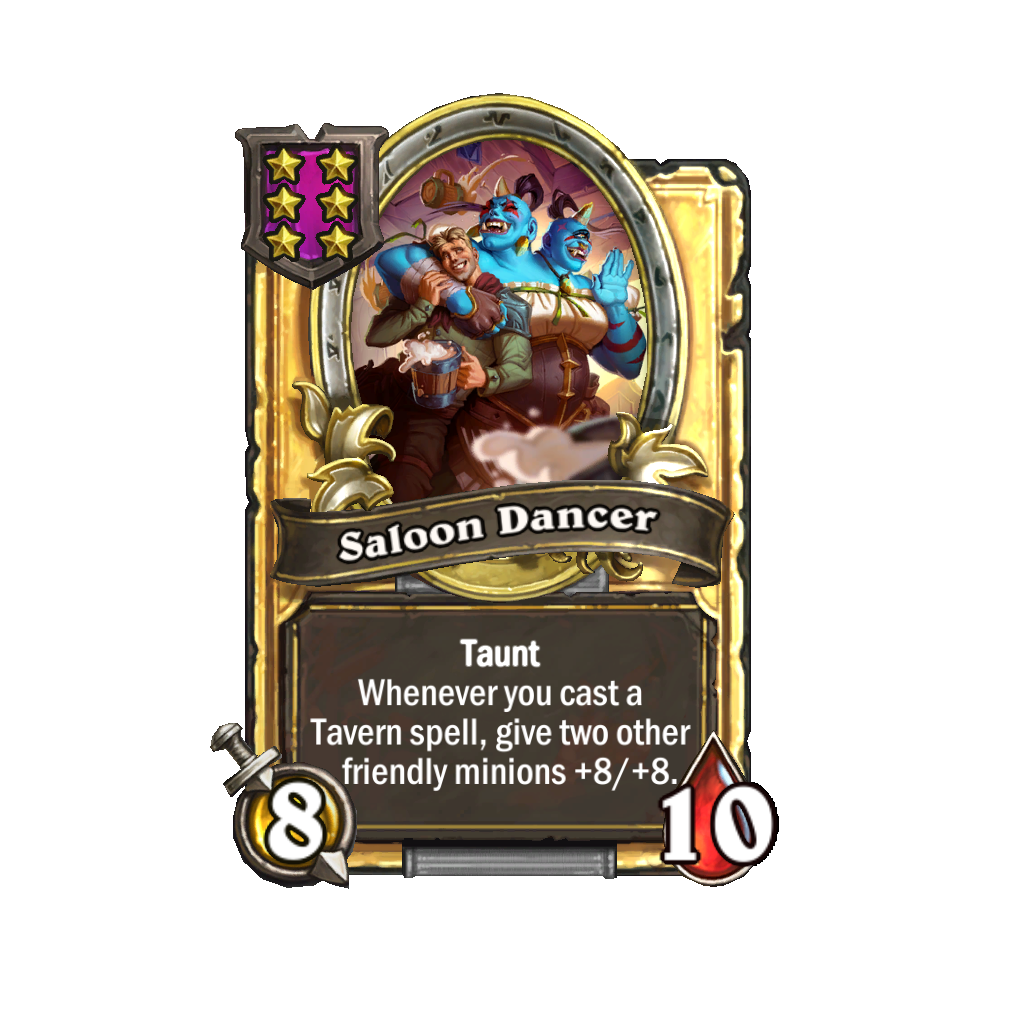 Saloon Dancer
Taunt
Whenever you cast a
Tavern spell, give two other
friendly minions +8/+8.
8
10